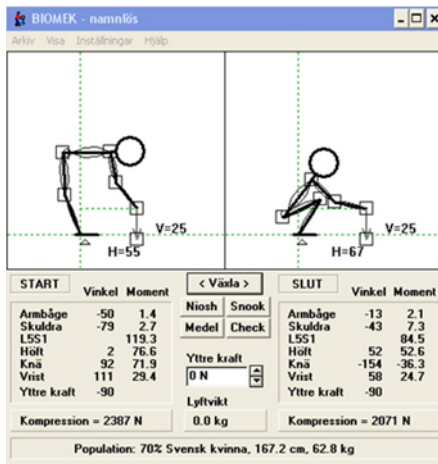 BIOMEK - namnlös
Arkiv Visa Inställningar Hjälp
V=25
H=55
V=25
H=67
START Vinkel Moment
Armbåge -50 1.4
Skuldra -79 2.7
L5S1 119.3
Höft 2 76.6
Knä 92 71.9
Vrist 111 29.4
Yttre kraft -90
Kompression = 2387 N
< Växla >
Niosh Snook
Medel Check
Yttre kraft
0 N
Lyftvikt
0.0 kg
SLUT Vinkel Moment
Armbåge -13 2.1
Skuldra -43 7.3
L5S1 84.5
Höft 52 52.6
Knä -154 -36.3
Vrist 58 24.7
Yttre kraft -90
Kompression = 2071 N
Population: 70% Svensk kvinna, 167.2 cm, 62.8 kg